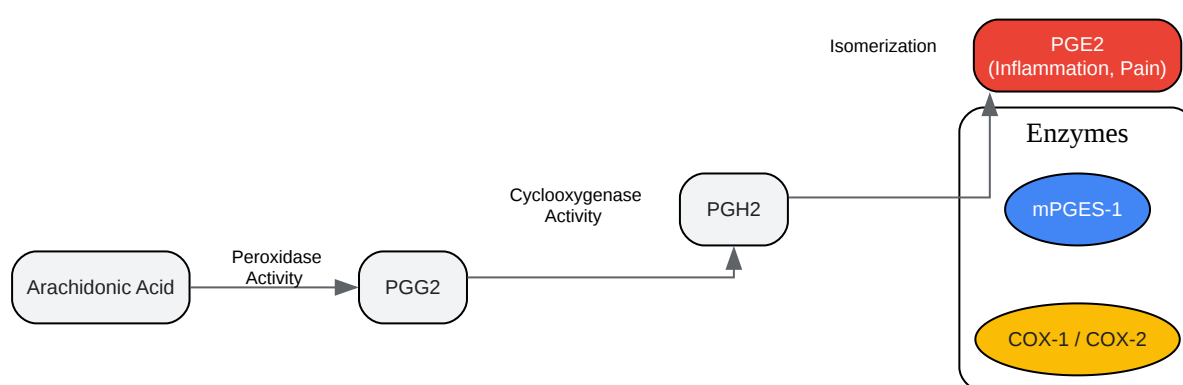 Isomerization
PGE2
(Inflammation, Pain)
Enzymes
mPGES-1
COX-1 / COX-2
Cyclooxygenase
Activity
PGH2
Peroxidase
Activity
Arachidonic Acid
PGG2